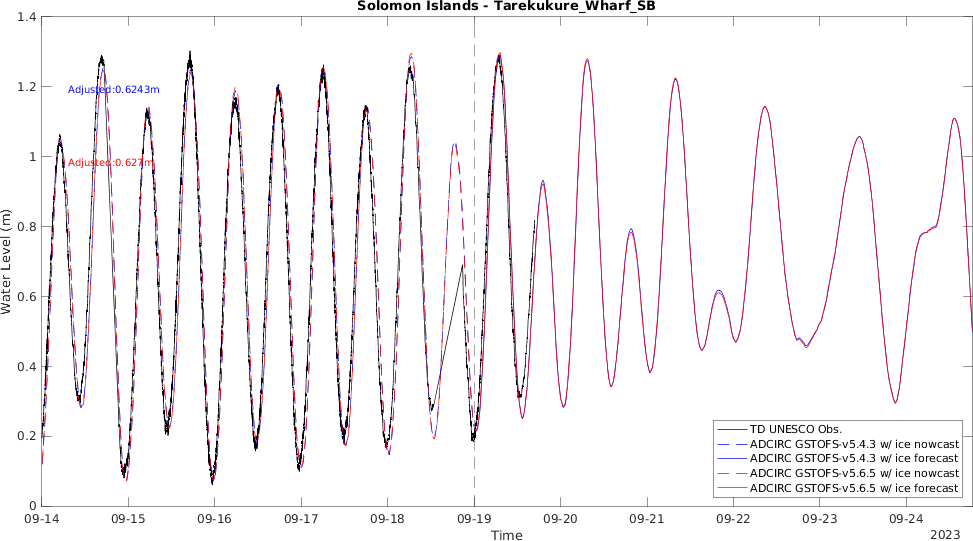 Solomon Islands - Tarekukure_Wharf_SB
Water Level (m)
1.4
1.2
1
0.8
0.6
0.4
0.2
0
Adjusted:0.6243m
Adjusted:0.627m
TD UNESCO Obs.
ADCIRC GSTOFS-v5.4.3 w/ ice nowcast
ADCIRC GSTOFS-v5.4.3 w/ ice forecast
ADCIRC GSTOFS-v5.6.5 w/ ice nowcast
ADCIRC GSTOFS-v5.6.5 w/ ice forecast
09-14 09-15 09-16 09-17 09-18 09-19 09-20 09-21 09-22 09-23 09-24
Time
2023